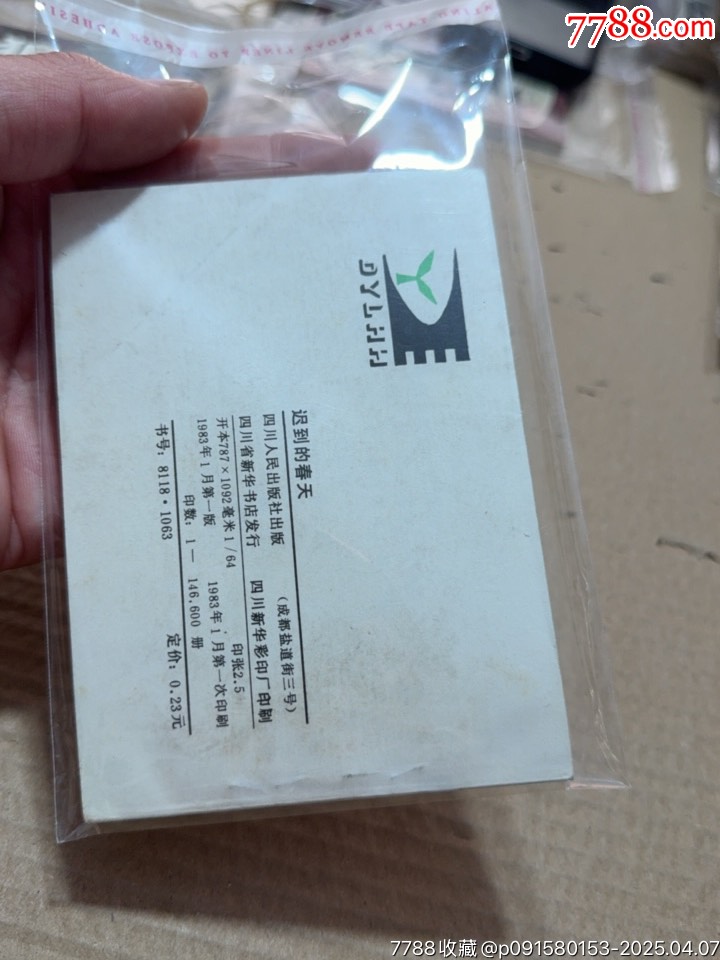 7788.com
DYLHH
迟到的春天
四川人民出版社出版 (成都盐道街三号)
四川省新华书店发行 四川新华彩印厂印刷
开本787×1092毫米1/64 印张2.5
1983年1月第一版 1983年1月第一次印刷
印数：1—146,600册
书号：8118·1063 定价：0.23元
7788收藏@p091580153-2025.04.07